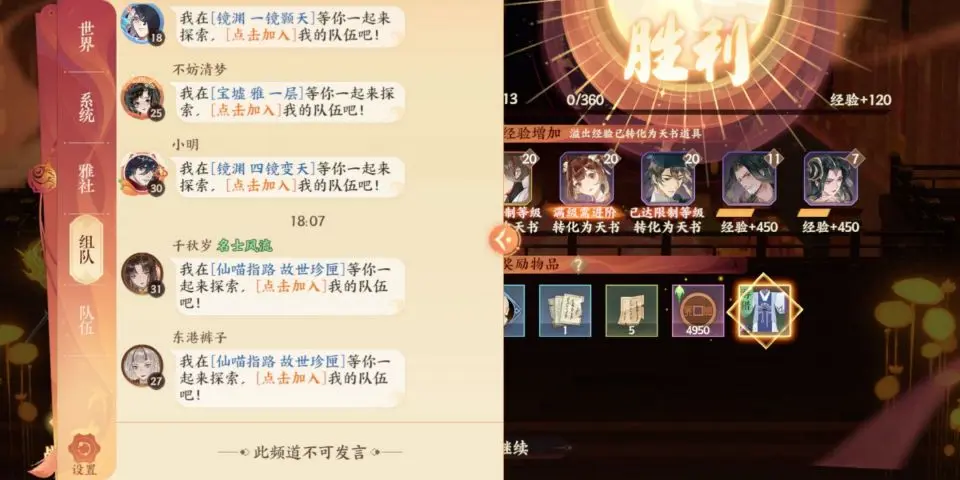 世界
系统
雅社
组队
队伍
设置
18
我在[镜渊 一镜颢天]等你一起来
探索，[点击加入]我的队伍吧！
不妨清梦
25
我在[宝墟 雅 一层]等你一起来探
索，[点击加入]我的队伍吧！
小明
30
我在[镜渊 四镜变天]等你一起来
探索，[点击加入]我的队伍吧！
18:07
千秋岁 名士风流
31
我在[仙喵指路 故世珍匣]等你一
起来探索，[点击加入]我的队伍
吧！
东港裤子
27
我在[仙喵指路 故世珍匣]等你一
起来探索，[点击加入]我的队伍
吧！
此频道不可发言
胜利
13
0/360
经验+120
经验增加 溢出经验已转化为天书道具
20
20
20
11
7
制等级
满级需进阶
已达限制等级
天书
转化为天书
转化为天书
经验+450
经验+450
奖励物品 ?
1
5
4950
继续